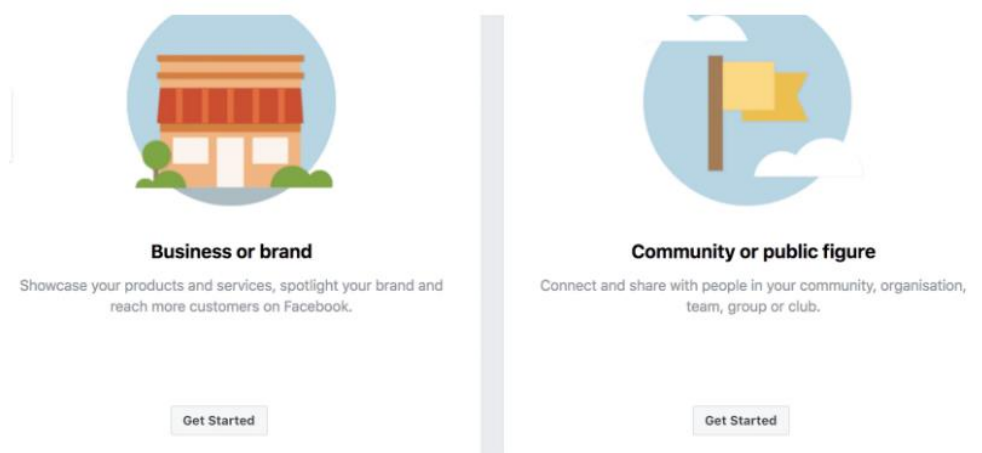 Business or brand
Showcase your products and services, spotlight your brand and
reach more customers on Facebook.
Get Started
Community or public figure
Connect and share with people in your community, organisation,
team, group or club.
Get Started